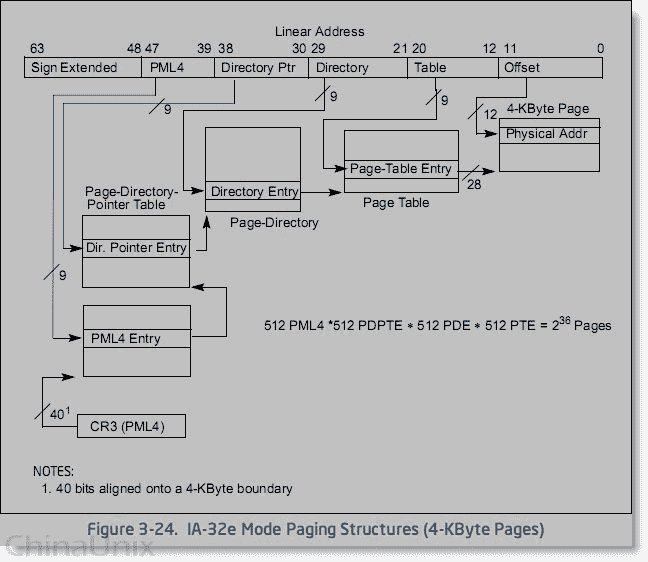 Linear Address
63 48 47 39 38 30 29 21 20 12 11 0
Sign Extended PML4 Directory Ptr Directory Table Offset
9 9 9 12 4-KByte Page
Physical Addr
Page-Table Entry
28
Directory Entry
Page Table
Page-Directory-
Pointer Table
Page-Directory
Dir. Pointer Entry
9
512 PML4 *512 PDPTE * 512 PDE * 512 PTE = 2^36 Pages
PML4 Entry
40^1
CR3 (PML4)
NOTES:
1. 40 bits aligned onto a 4-KByte boundary
Figure 3-24. IA-32e Mode Paging Structures (4-KByte Pages)
ChinaUnix